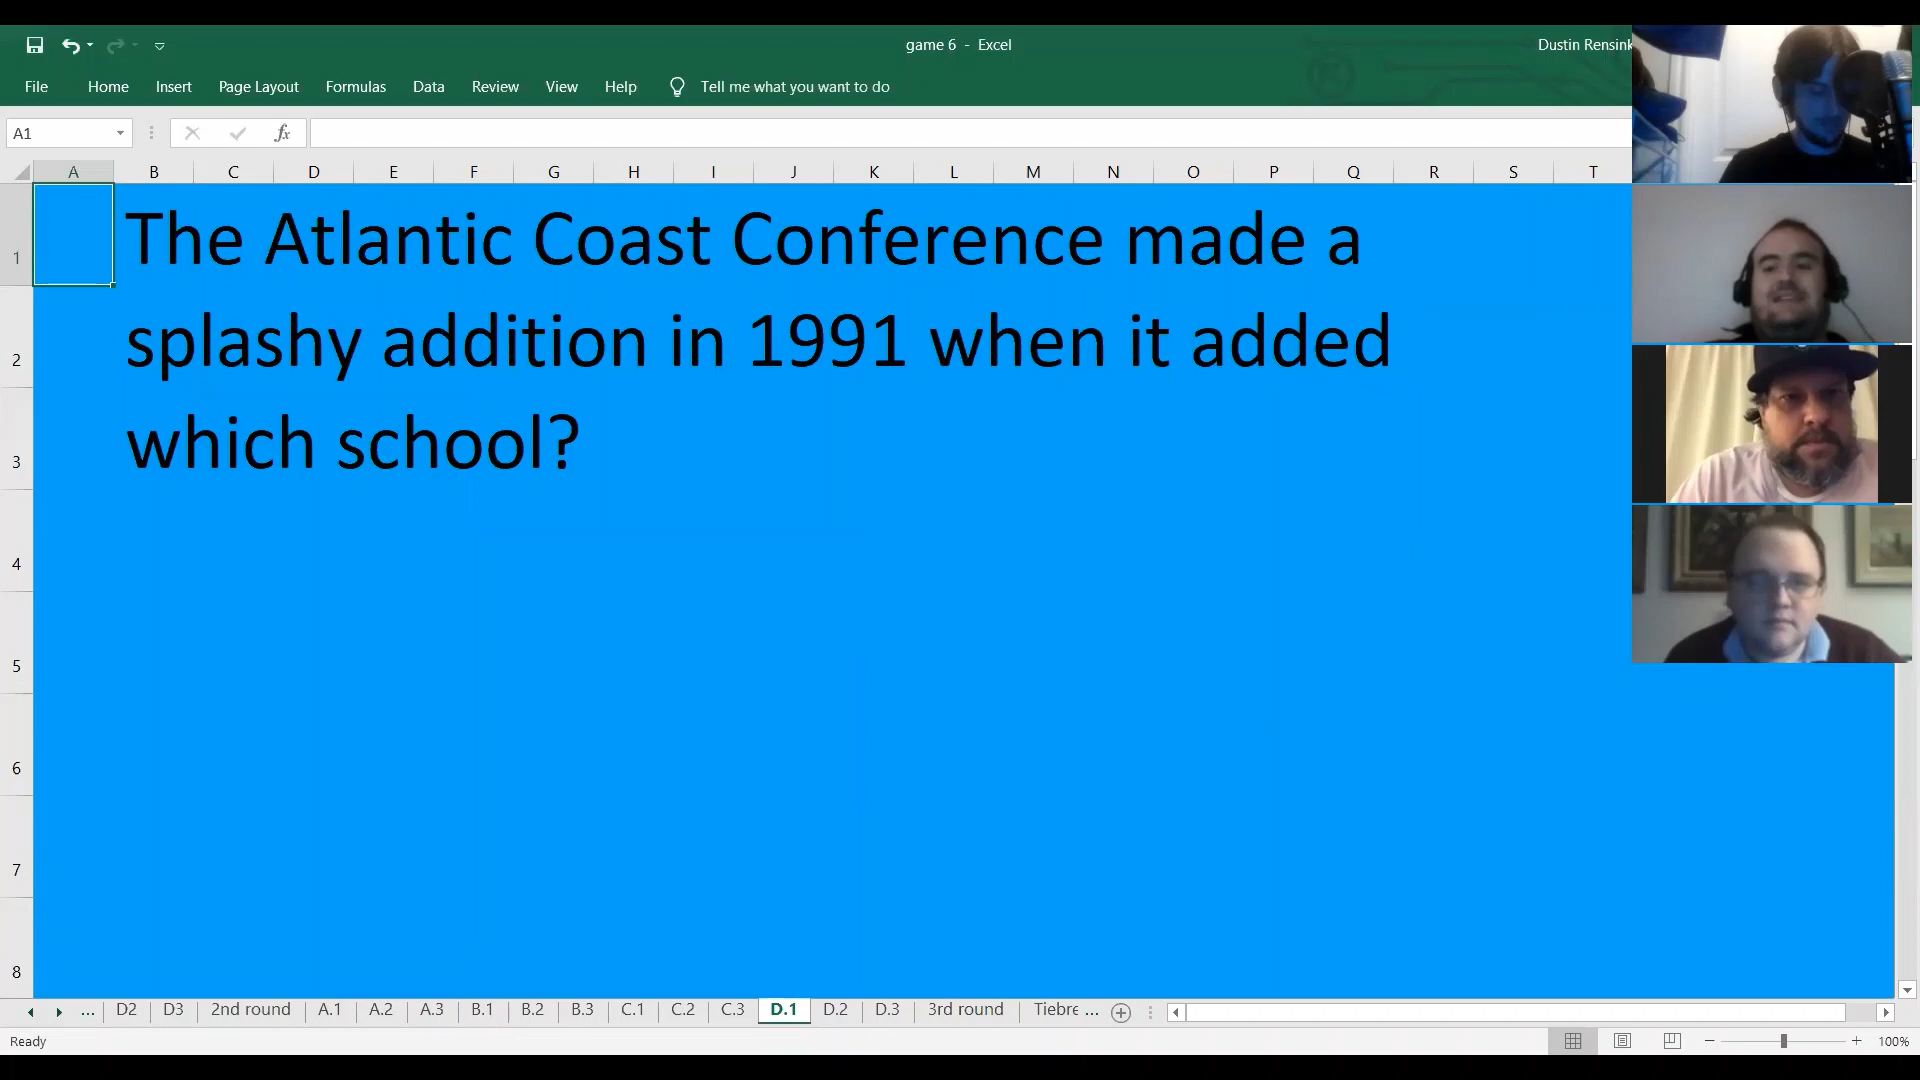 game 6 - Excel
Dustin Rensink
File Home Insert Page Layout Formulas Data Review View Help Tell me what you want to do
A1 fx
A B C D E F G H I J K L M N O P Q R S T
1 The Atlantic Coast Conference made a
2 splashy addition in 1991 when it added
3 which school?
4
5
6
7
8
... D2 D3 2nd round A.1 A.2 A.3 B.1 B.2 B.3 C.1 C.2 C.3 D.1 D.2 D.3 3rd round Tiebre ...
Ready 100%